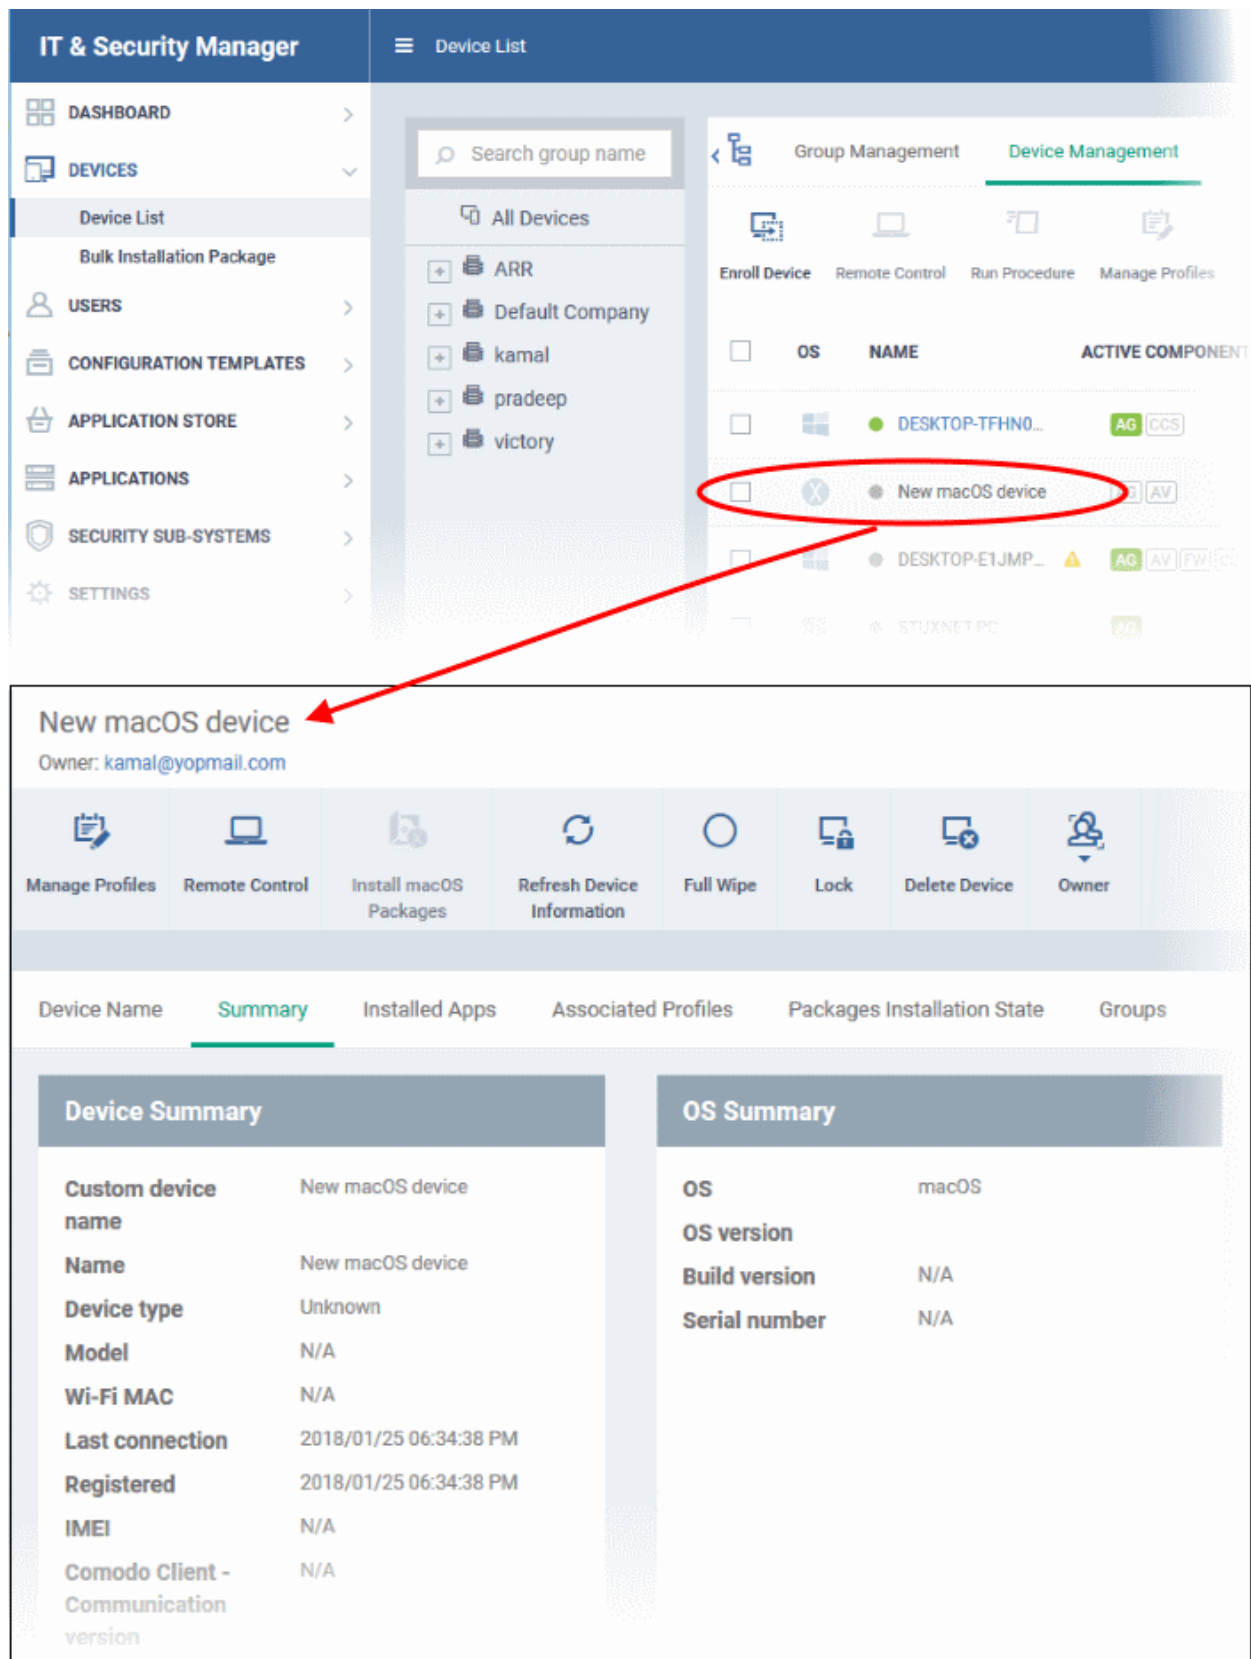 IT & Security Manager
Device List
DASHBOARD
DEVICES
Device List
Bulk Installation Package
USERS
CONFIGURATION TEMPLATES
APPLICATION STORE
APPLICATIONS
SECURITY SUB-SYSTEMS
SETTINGS
Search group name
All Devices
ARR
Default Company
kamal
pradeep
victory
Group Management Device Management
Enroll Device Remote Control Run Procedure Manage Profiles
OS NAME ACTIVE COMPONENT
DESKTOP-TFHN0... AG CCS
New macOS device AG AV
DESKTOP-E1JMP... AG AV FW
STUXNET-PC AG
New macOS device
Owner: kamal@yopmail.com
Manage Profiles Remote Control Install macOS Packages Refresh Device Information Full Wipe Lock Delete Device Owner
Device Name Summary Installed Apps Associated Profiles Packages Installation State Groups
Device Summary
Custom device name New macOS device
Name New macOS device
Device type Unknown
Model N/A
Wi-Fi MAC N/A
Last connection 2018/01/25 06:34:38 PM
Registered 2018/01/25 06:34:38 PM
IMEI N/A
Comodo Client - Communication version N/A
OS Summary
OS macOS
OS version
Build version N/A
Serial number N/A